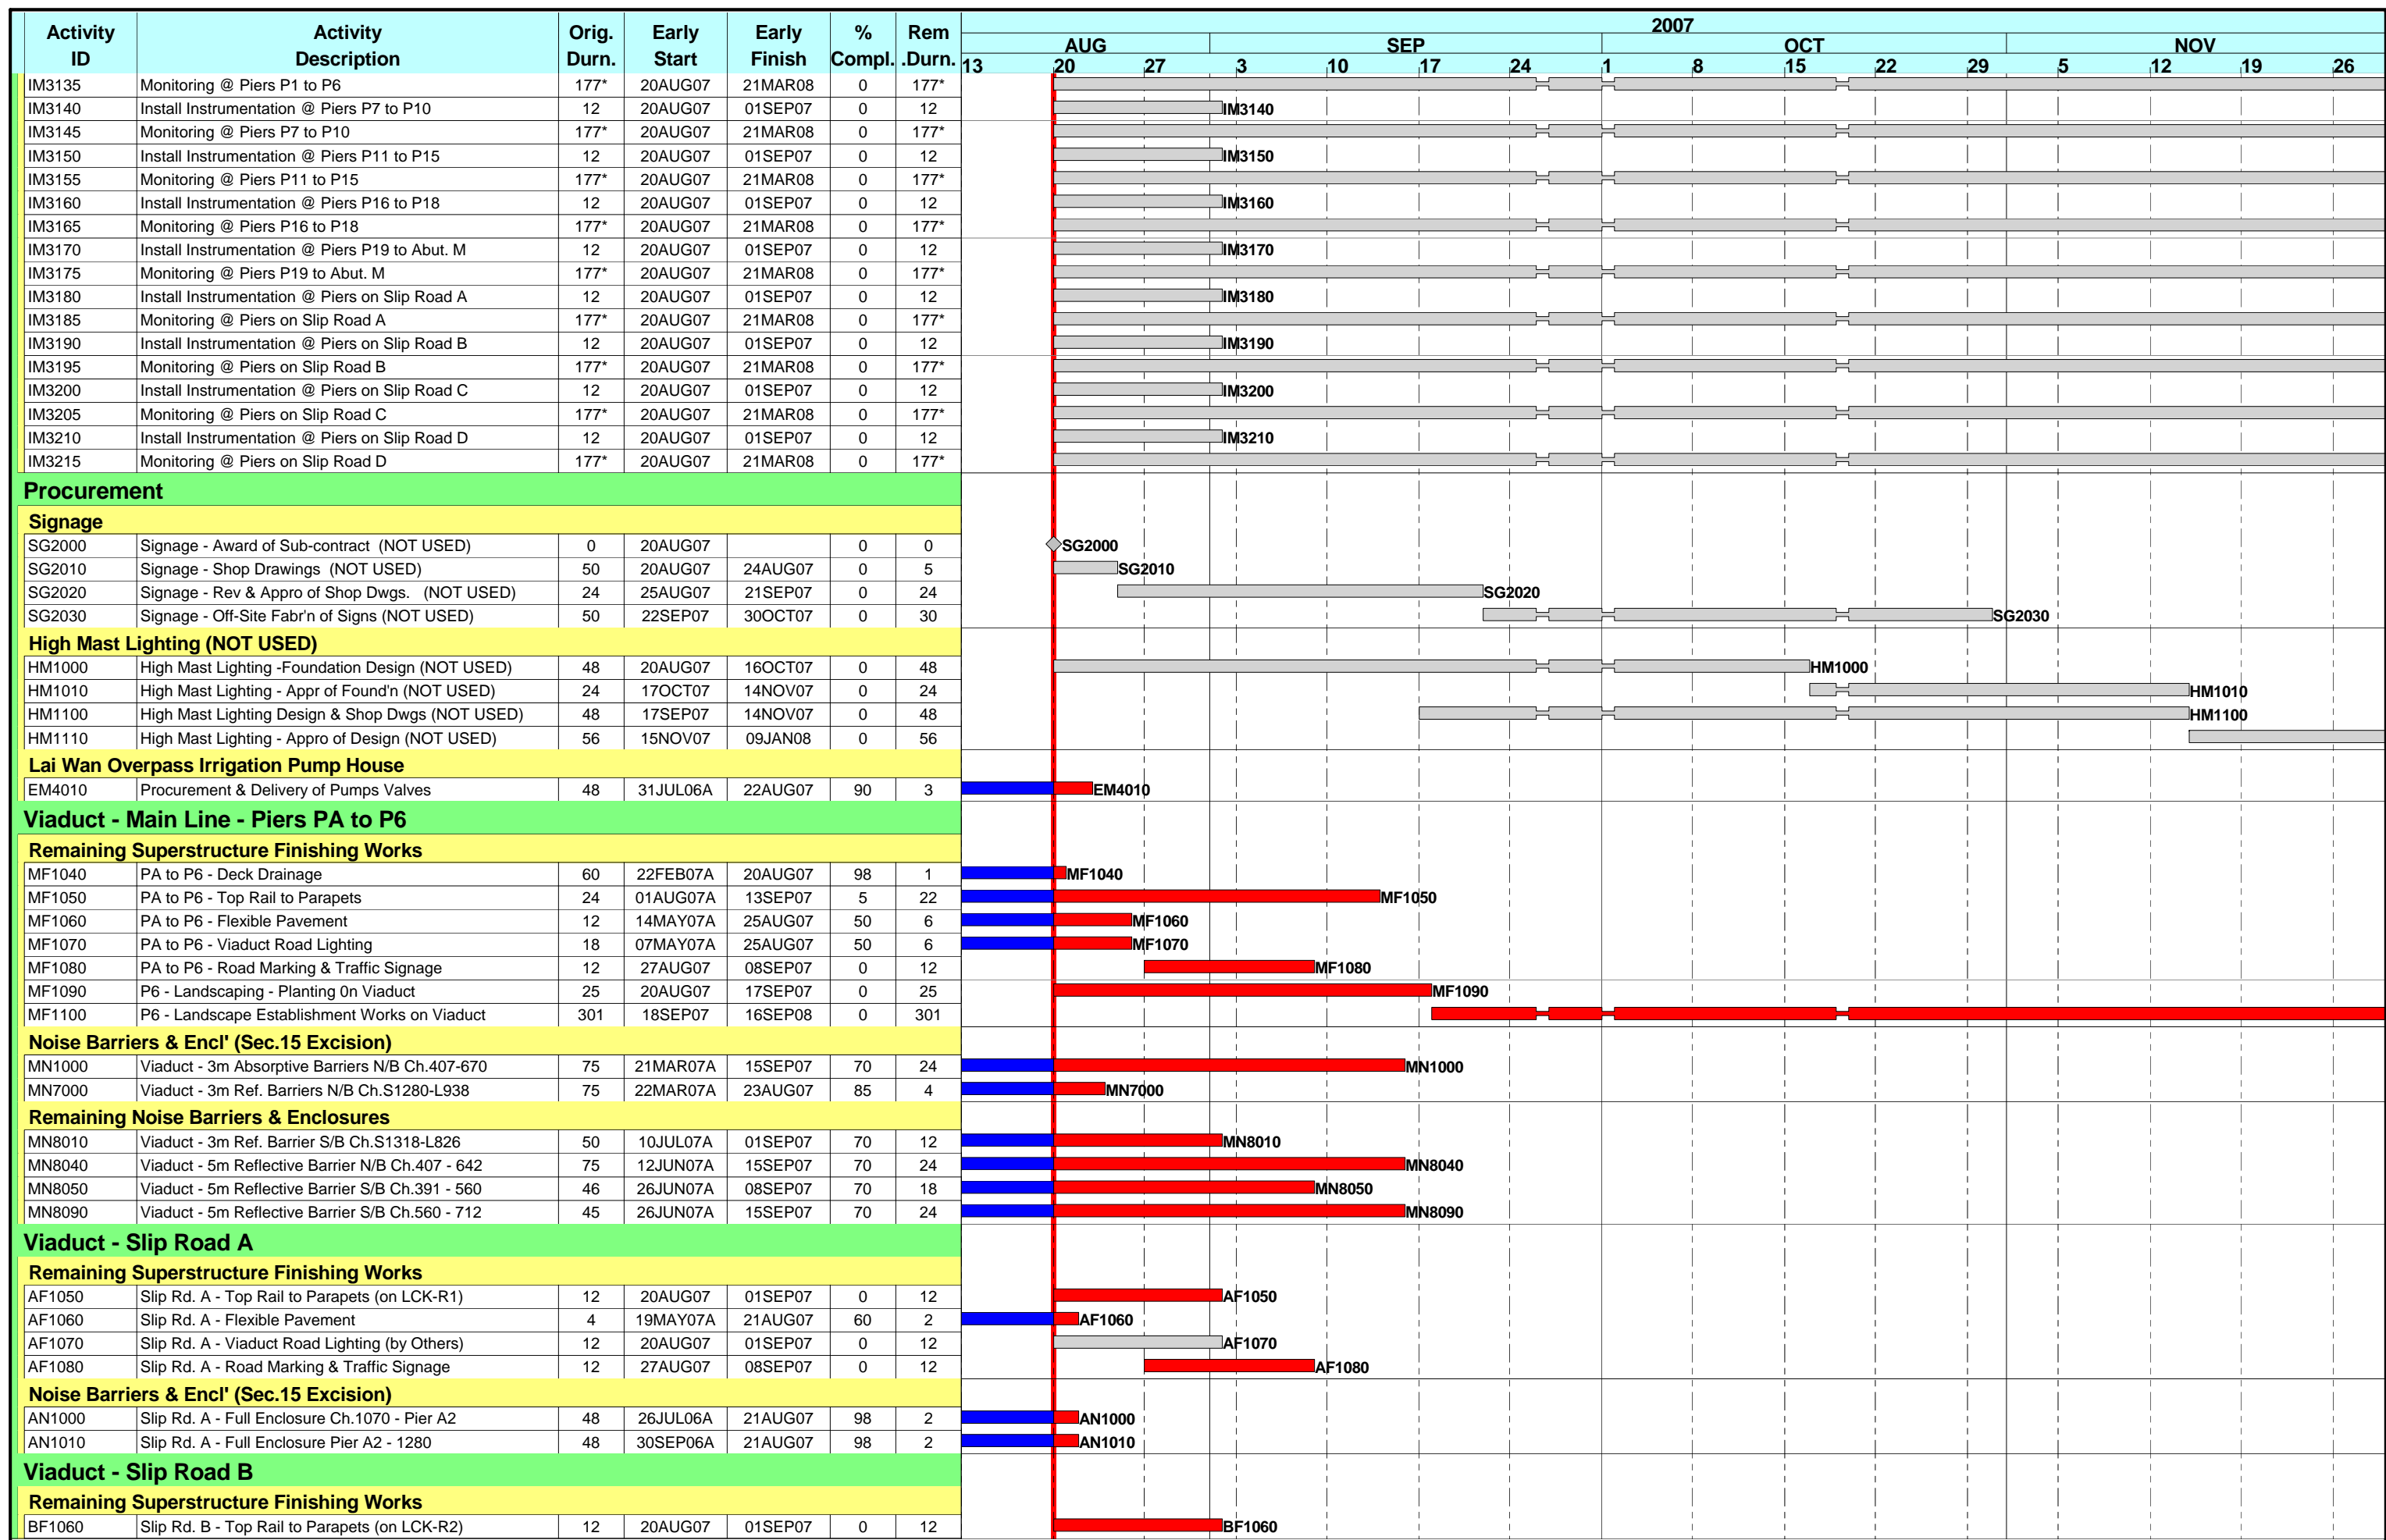 2007
Activity ID Activity Description Orig. Durn. Early Start Early Finish % Compl. Rem .Durn. AUG SEP OCT NOV
13 20 27 3 10 17 24 1 8 15 22 29 5 12 19 26
IM3135 Monitoring @ Piers P1 to P6 177* 20AUG07 21MAR08 0 177*
IM3140 Install Instrumentation @ Piers P7 to P10 12 20AUG07 01SEP07 0 12 IM3140
IM3145 Monitoring @ Piers P7 to P10 177* 20AUG07 21MAR08 0 177*
IM3150 Install Instrumentation @ Piers P11 to P15 12 20AUG07 01SEP07 0 12 IM3150
IM3155 Monitoring @ Piers P11 to P15 177* 20AUG07 21MAR08 0 177*
IM3160 Install Instrumentation @ Piers P16 to P18 12 20AUG07 01SEP07 0 12 IM3160
IM3165 Monitoring @ Piers P16 to P18 177* 20AUG07 21MAR08 0 177*
IM3170 Install Instrumentation @ Piers P19 to Abut. M 12 20AUG07 01SEP07 0 12 IM3170
IM3175 Monitoring @ Piers P19 to Abut. M 177* 20AUG07 21MAR08 0 177*
IM3180 Install Instrumentation @ Piers on Slip Road A 12 20AUG07 01SEP07 0 12 IM3180
IM3185 Monitoring @ Piers on Slip Road A 177* 20AUG07 21MAR08 0 177*
IM3190 Install Instrumentation @ Piers on Slip Road B 12 20AUG07 01SEP07 0 12 IM3190
IM3195 Monitoring @ Piers on Slip Road B 177* 20AUG07 21MAR08 0 177*
IM3200 Install Instrumentation @ Piers on Slip Road C 12 20AUG07 01SEP07 0 12 IM3200
IM3205 Monitoring @ Piers on Slip Road C 177* 20AUG07 21MAR08 0 177*
IM3210 Install Instrumentation @ Piers on Slip Road D 12 20AUG07 01SEP07 0 12 IM3210
IM3215 Monitoring @ Piers on Slip Road D 177* 20AUG07 21MAR08 0 177*
Procurement
Signage
SG2000 Signage - Award of Sub-contract (NOT USED) 0 20AUG07 0 0 SG2000
SG2010 Signage - Shop Drawings (NOT USED) 50 20AUG07 24AUG07 0 5 SG2010
SG2020 Signage - Rev & Appro of Shop Dwgs. (NOT USED) 24 25AUG07 21SEP07 0 24 SG2020
SG2030 Signage - Off-Site Fabr'n of Signs (NOT USED) 50 22SEP07 30OCT07 0 30 SG2030
High Mast Lighting (NOT USED)
HM1000 High Mast Lighting -Foundation Design (NOT USED) 48 20AUG07 16OCT07 0 48 HM1000
HM1010 High Mast Lighting - Appr of Found'n (NOT USED) 24 17OCT07 14NOV07 0 24 HM1010
HM1100 High Mast Lighting Design & Shop Dwgs (NOT USED) 48 17SEP07 14NOV07 0 48 HM1100
HM1110 High Mast Lighting - Appro of Design (NOT USED) 56 15NOV07 09JAN08 0 56
Lai Wan Overpass Irrigation Pump House
EM4010 Procurement & Delivery of Pumps Valves 48 31JUL06A 22AUG07 90 3 EM4010
Viaduct - Main Line - Piers PA to P6
Remaining Superstructure Finishing Works
MF1040 PA to P6 - Deck Drainage 60 22FEB07A 20AUG07 98 1 MF1040
MF1050 PA to P6 - Top Rail to Parapets 24 01AUG07A 13SEP07 5 22 MF1050
MF1060 PA to P6 - Flexible Pavement 12 14MAY07A 25AUG07 50 6 MF1060
MF1070 PA to P6 - Viaduct Road Lighting 18 07MAY07A 25AUG07 50 6 MF1070
MF1080 PA to P6 - Road Marking & Traffic Signage 12 27AUG07 08SEP07 0 12 MF1080
MF1090 P6 - Landscaping - Planting 0n Viaduct 25 20AUG07 17SEP07 0 25 MF1090
MF1100 P6 - Landscape Establishment Works on Viaduct 301 18SEP07 16SEP08 0 301
Noise Barriers & Encl' (Sec.15 Excision)
MN1000 Viaduct - 3m Absorptive Barriers N/B Ch.407-670 75 21MAR07A 15SEP07 70 24 MN1000
MN7000 Viaduct - 3m Ref. Barriers N/B Ch.S1280-L938 75 22MAR07A 23AUG07 85 4 MN7000
Remaining Noise Barriers & Enclosures
MN8010 Viaduct - 3m Ref. Barrier S/B Ch.S1318-L826 50 10JUL07A 01SEP07 70 12 MN8010
MN8040 Viaduct - 5m Reflective Barrier N/B Ch.407 - 642 75 12JUN07A 15SEP07 70 24 MN8040
MN8050 Viaduct - 5m Reflective Barrier S/B Ch.391 - 560 46 26JUN07A 08SEP07 70 18 MN8050
MN8090 Viaduct - 5m Reflective Barrier S/B Ch.560 - 712 45 26JUN07A 15SEP07 70 24 MN8090
Viaduct - Slip Road A
Remaining Superstructure Finishing Works
AF1050 Slip Rd. A - Top Rail to Parapets (on LCK-R1) 12 20AUG07 01SEP07 0 12 AF1050
AF1060 Slip Rd. A - Flexible Pavement 4 19MAY07A 21AUG07 60 2 AF1060
AF1070 Slip Rd. A - Viaduct Road Lighting (by Others) 12 20AUG07 01SEP07 0 12 AF1070
AF1080 Slip Rd. A - Road Marking & Traffic Signage 12 27AUG07 08SEP07 0 12 AF1080
Noise Barriers & Encl' (Sec.15 Excision)
AN1000 Slip Rd. A - Full Enclosure Ch.1070 - Pier A2 48 26JUL06A 21AUG07 98 2 AN1000
AN1010 Slip Rd. A - Full Enclosure Pier A2 - 1280 48 30SEP06A 21AUG07 98 2 AN1010
Viaduct - Slip Road B
Remaining Superstructure Finishing Works
BF1060 Slip Rd. B - Top Rail to Parapets (on LCK-R2) 12 20AUG07 01SEP07 0 12 BF1060